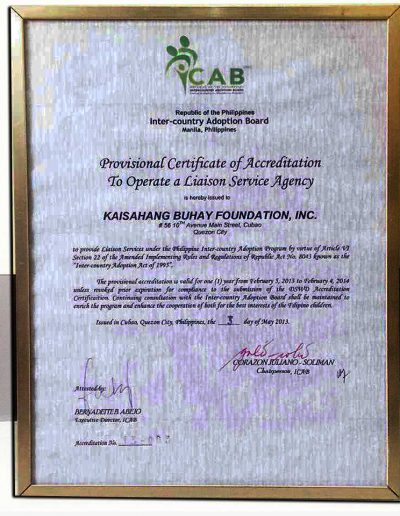 ICAB
Republic of the Philippines
Inter-country Adoption Board
Manila, Philippines
Provisional Certificate of Accreditation
To Operate a Liaison Service Agency
is hereby issued to
KAISAHANG BUHAY FOUNDATION, INC.
# 56 10TH Avenue Main Street, Cubao
Quezon City
to provide Liaison Services under the Philippine Inter-country Adoption Program by virtue of Article VI
Section 22 of the Amended Implementing Rules and Regulations of Republic Act No. 8043 known as the
"Inter-country Adoption Act of 1995".
The provisional accreditation is valid for one (1) year from February 5, 2013 to February 4, 2014
unless revoked prior expiration for compliance to the submission of the DSWD Accreditation
Certification. Continuing consultation with the Inter-country Adoption Board shall be maintained to
enrich the program and enhance the cooperation of both for the best interests of the Filipino children.
Issued in Cubao, Quezon City, Philippines, the 3 day of May 2013.
CORAZON JULIANO - SOLIMAN
Chairperson, ICAB
Attested by:
BERNADETTE B. ABEJO
Executive Director, ICAB
Accreditation No.